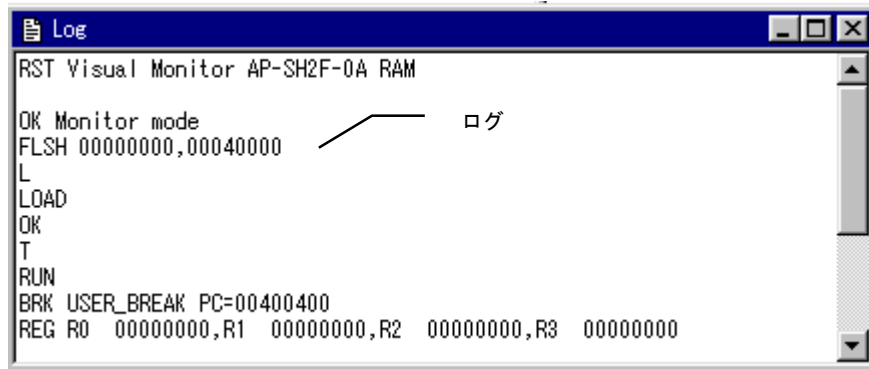 Log
RST Visual Monitor AP-SH2F-0A RAM
OK Monitor mode
ログ
FLSH 00000000,00040000
L
LOAD
OK
T
RUN
BRK USER_BREAK PC=00400400
REG R0 00000000,R1 00000000,R2 00000000,R3 00000000